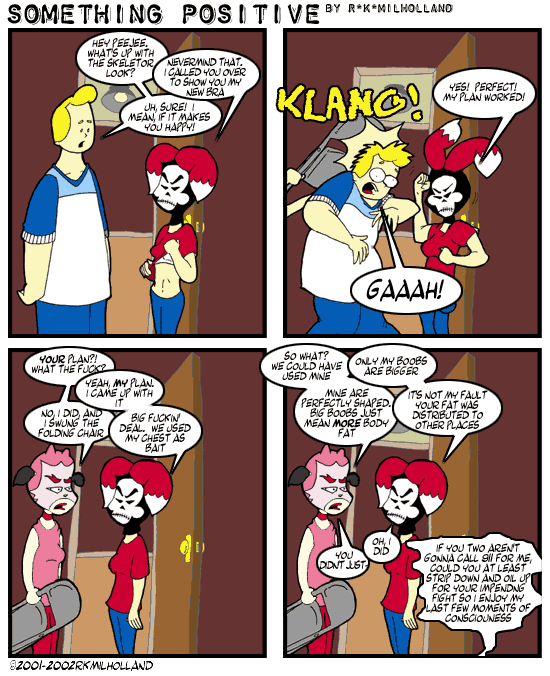 SOMETHING POSITIVE BY R*K*MILHOLLAND
HEY PEEJEE.
WHAT'S UP WITH
THE SKELETOR
LOOK?
NEVERMIND THAT.
I CALLED YOU OVER
TO SHOW YOU MY
NEW BRA
UH, SURE! I
MEAN, IF IT MAKES
YOU HAPPY!
KLANG!
YES! PERFECT!
MY PLAN WORKED!
GAAAH!
YOUR PLAN?!
WHAT THE FUCK?
YEAH, MY PLAN.
I CAME UP WITH
IT
NO, I DID, AND
I SWUNG THE
FOLDING CHAIR
BIG FUCKIN'
DEAL. WE USED
MY CHEST AS
BAIT
SO WHAT?
WE COULD HAVE
USED MINE
ONLY MY BOOBS
ARE BIGGER
MINE ARE
PERFECTLY SHAPED.
BIG BOOBS JUST
MEAN MORE BODY
FAT
IT'S NOT MY FAULT
YOUR FAT WAS
DISTRIBUTED TO
OTHER PLACES
YOU
DIDN'T JUST-
OH, I
DID
IF YOU TWO AREN'T
GONNA CALL 911 FOR ME,
COULD YOU AT LEAST
STRIP DOWN AND OIL UP
FOR YOUR IMPENDNG
FIGHT SO I ENJOY MY
LAST FEW MOMENTS OF
CONSCIOUNESS
©2001-2002RKMILHOLLAND